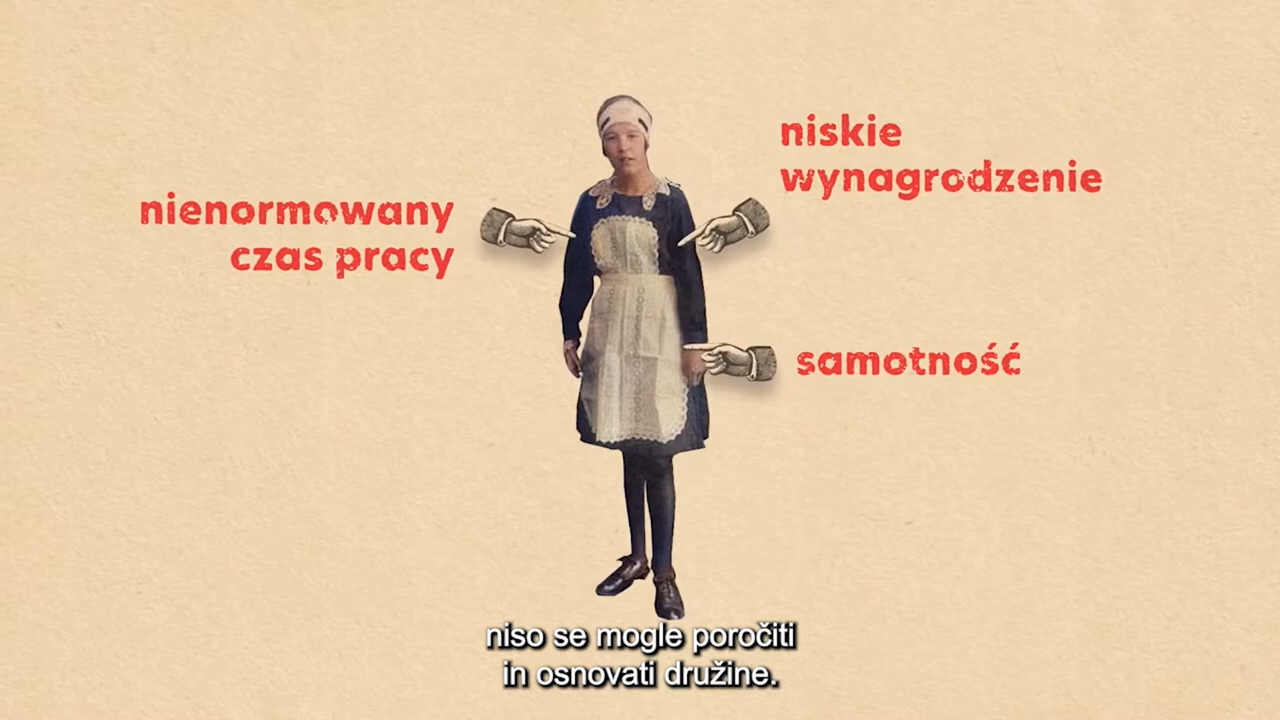 nienormowany
czas pracy
niskie
wynagrodzenie
samotność
niso se mogle poročiti
in osnovati družine.